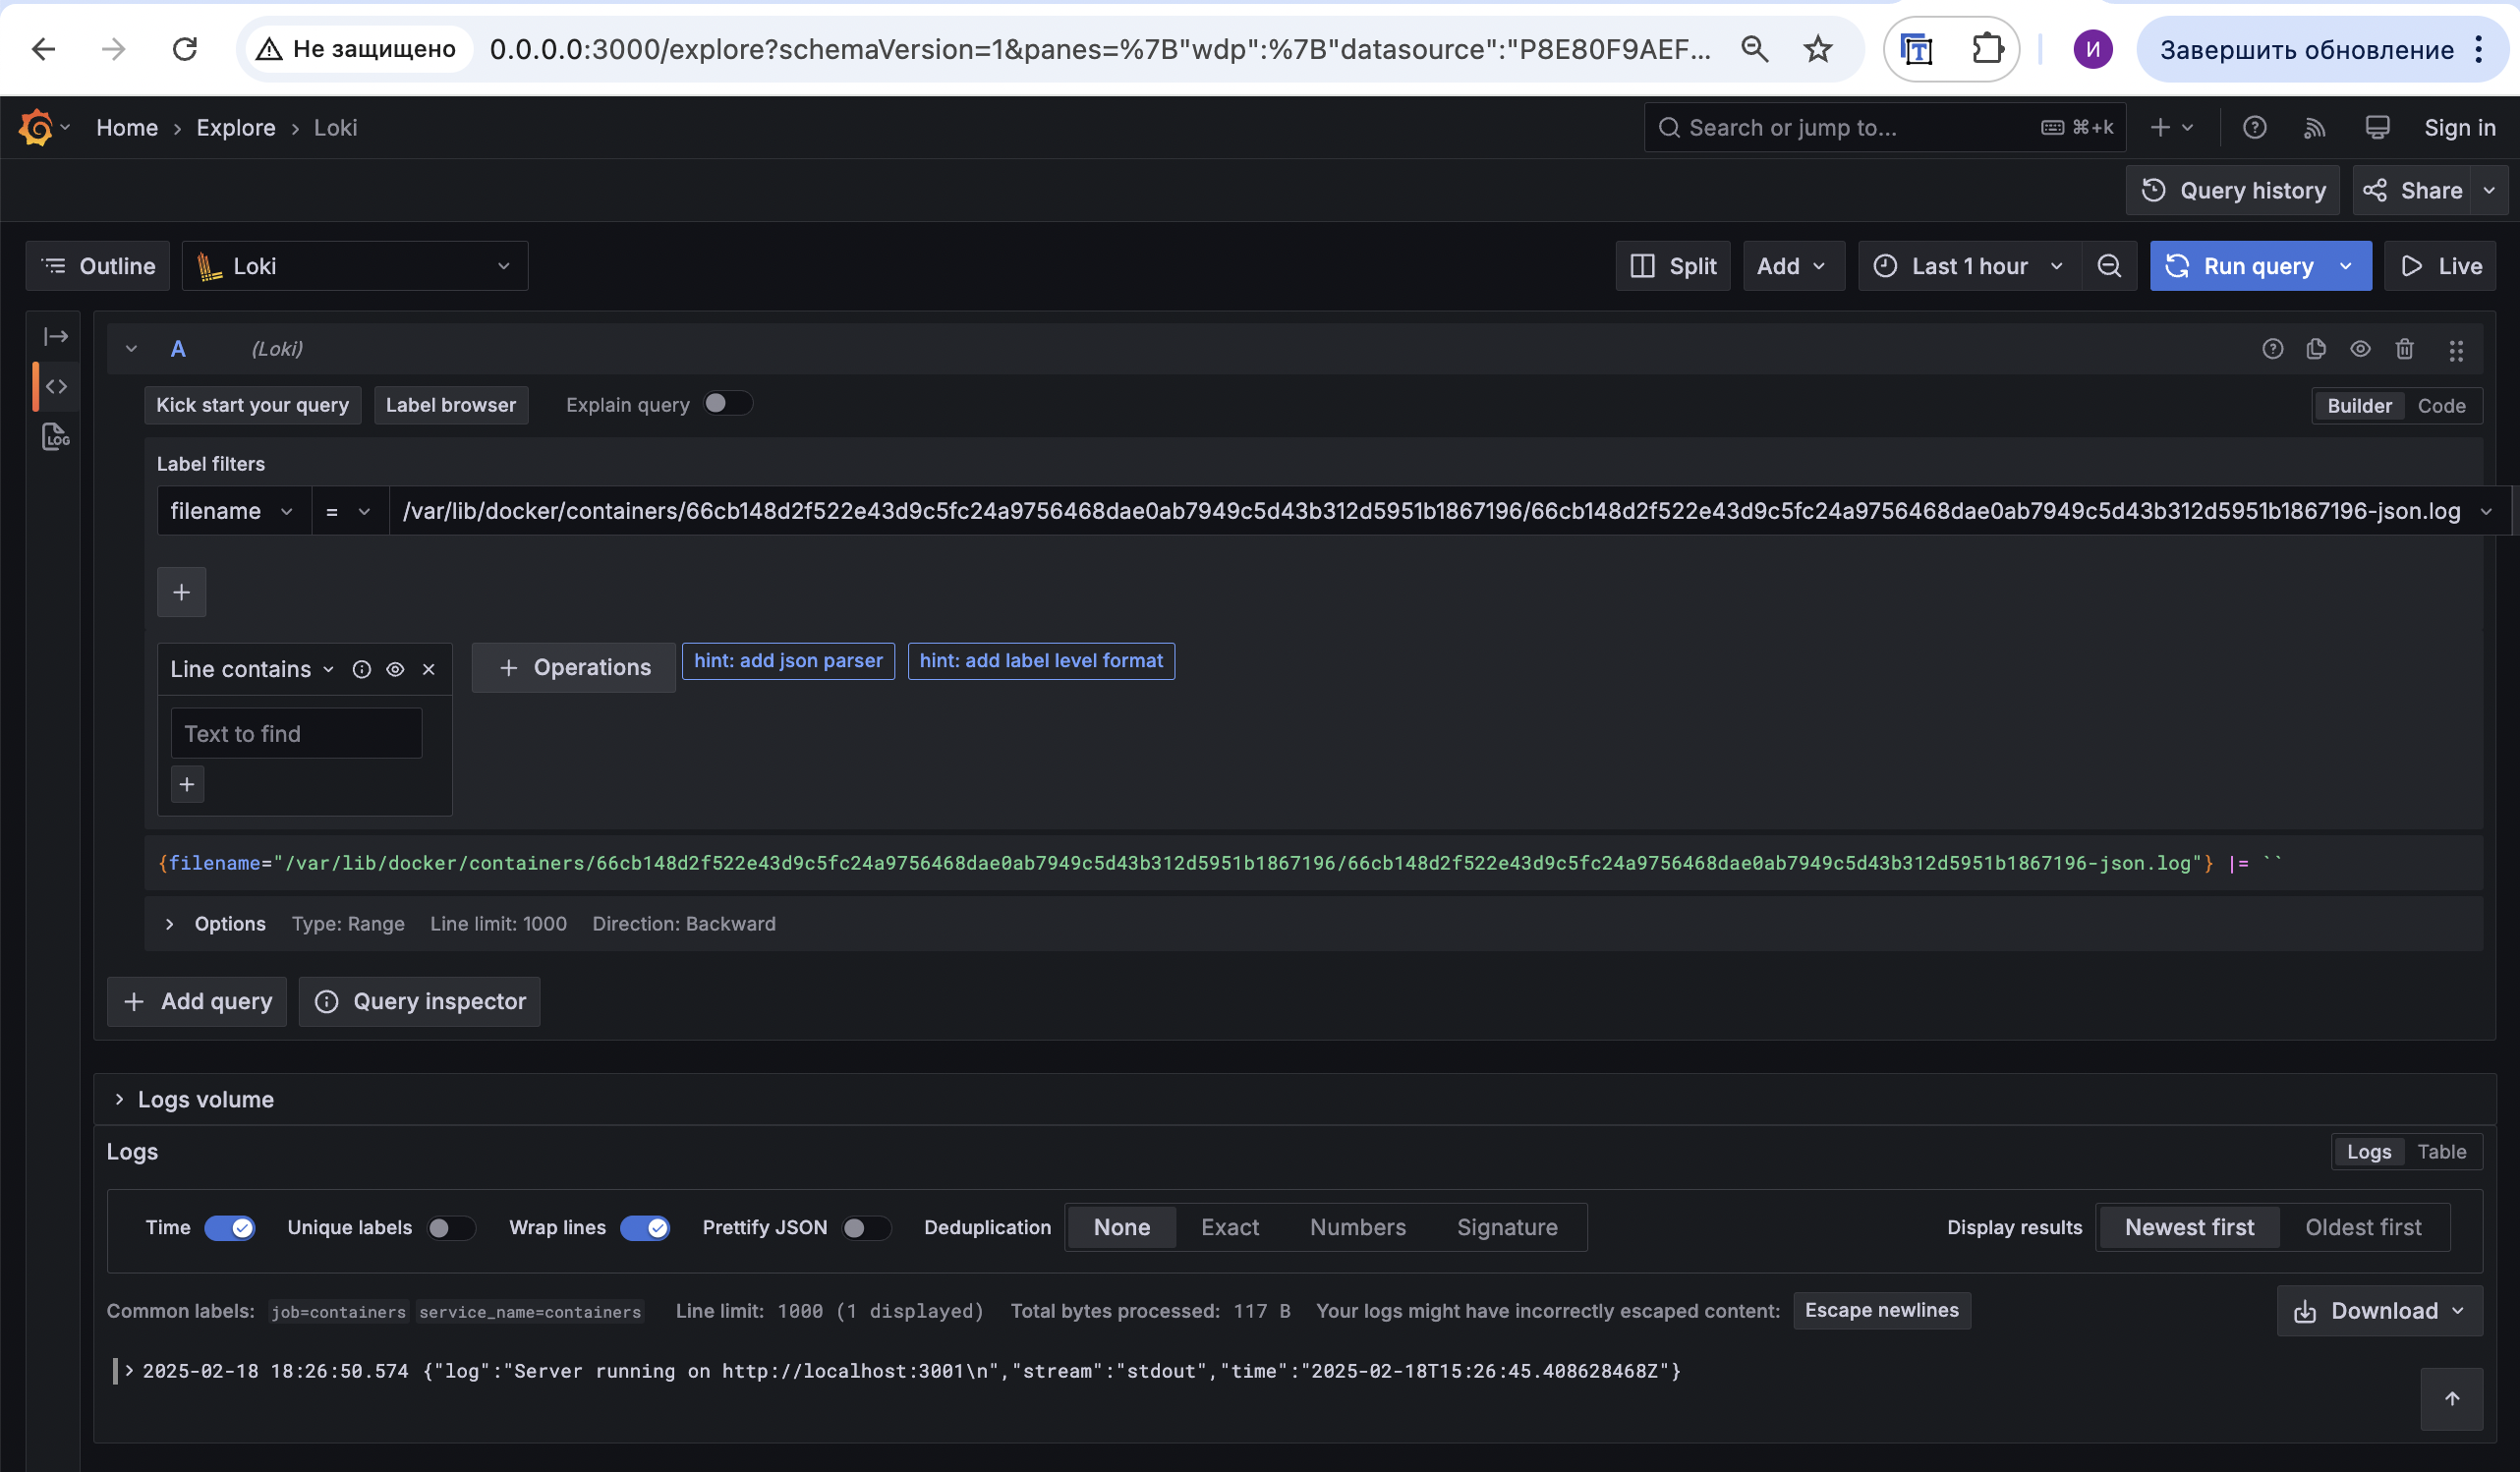 Не защищено 0.0.0.0:3000/explore?schemaVersion=1&panes=%7B"wdp":%7B"datasource":"P8E80F9AEF... И Завершить обновление
Home Explore Loki Search or jump to... ⌘+k Sign in
Query history Share
Outline Loki Split Add Last 1 hour Run query Live
A (Loki)
Kick start your query Label browser Explain query Builder Code
LOG
Label filters
filename = /var/lib/docker/containers/66cb148d2f522e43d9c5fc24a9756468dae0ab7949c5d43b312d5951b1867196/66cb148d2f522e43d9c5fc24a9756468dae0ab7949c5d43b312d5951b1867196-json.log
+
Line contains + Operations hint: add json parser hint: add label level format
Text to find
+
{filename="/var/lib/docker/containers/66cb148d2f522e43d9c5fc24a9756468dae0ab7949c5d43b312d5951b1867196/66cb148d2f522e43d9c5fc24a9756468dae0ab7949c5d43b312d5951b1867196-json.log"} |= ``
Options Type: Range Line limit: 1000 Direction: Backward
+ Add query Query inspector
Logs volume
Logs Logs Table
Time Unique labels Wrap lines Prettify JSON Deduplication None Exact Numbers Signature Display results Newest first Oldest first
Common labels: job=containers service_name=containers Line limit: 1000 (1 displayed) Total bytes processed: 117 B Your logs might have incorrectly escaped content: Escape newlines Download
2025-02-18 18:26:50.574 {"log":"Server running on http://localhost:3001\n","stream":"stdout","time":"2025-02-18T15:26:45.408628468Z"}